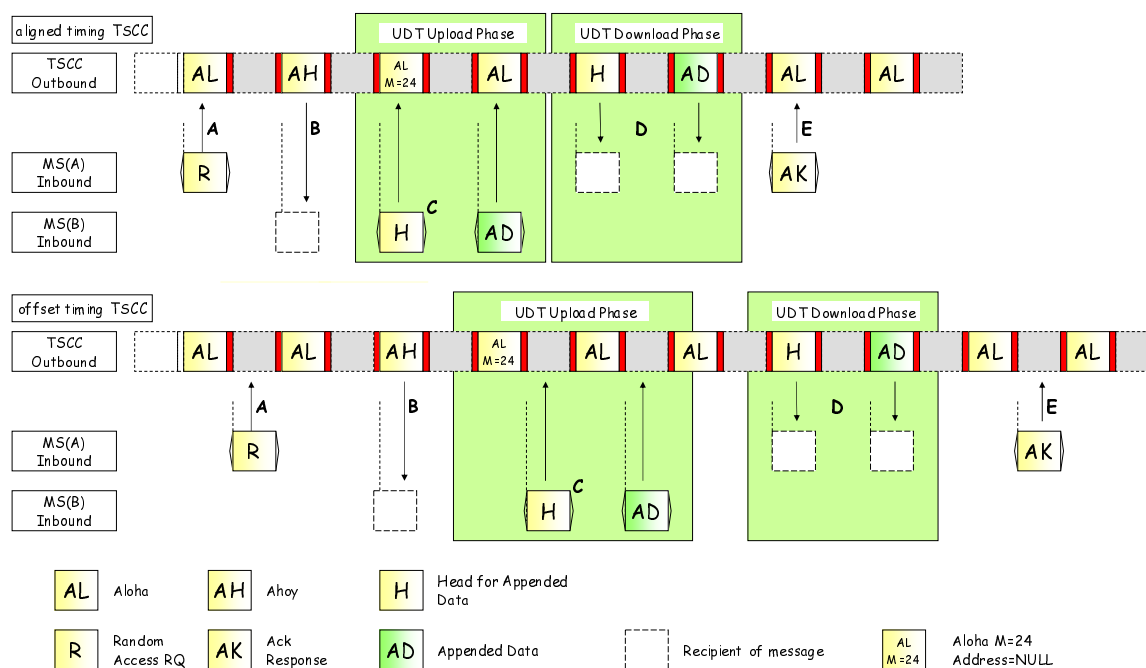 aligned timing TSCC
UDT Upload Phase
UDT Download Phase
TSCC
Outbound
AL
AH
AL
M=24
AL
H
AD
AL
AL
A
B
D
E
MS(A)
Inbound
R
AK
C
MS(B)
Inbound
H
AD
offset timing TSCC
UDT Upload Phase
UDT Download Phase
TSCC
Outbound
AL
AL
AH
AL
M=24
AL
AL
H
AD
AL
AL
A
B
D
E
MS(A)
Inbound
R
AK
C
MS(B)
Inbound
H
AD
AL
Aloha
AH
Ahoy
H
Head for Appended
Data
R
Random
Access RQ
AK
Ack
Response
AD
Appended Data
Recipient of message
AL
M=24
Aloha M=24
Address=NULL